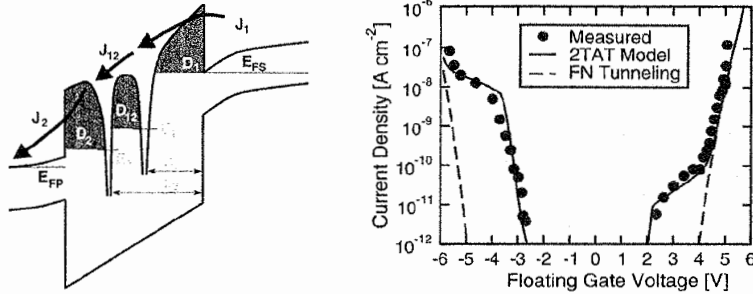 J1
J12
D1
EFS
J2
D12
D2
EFP
10-6
10-7
10-8
10-9
10-10
10-11
10-12
Current Density [A cm-2]
Measured
2TAT Model
FN Tunneling
-6 -5 -4 -3 -2 -1 0 1 2 3 4 5 6
Floating Gate Voltage [V]